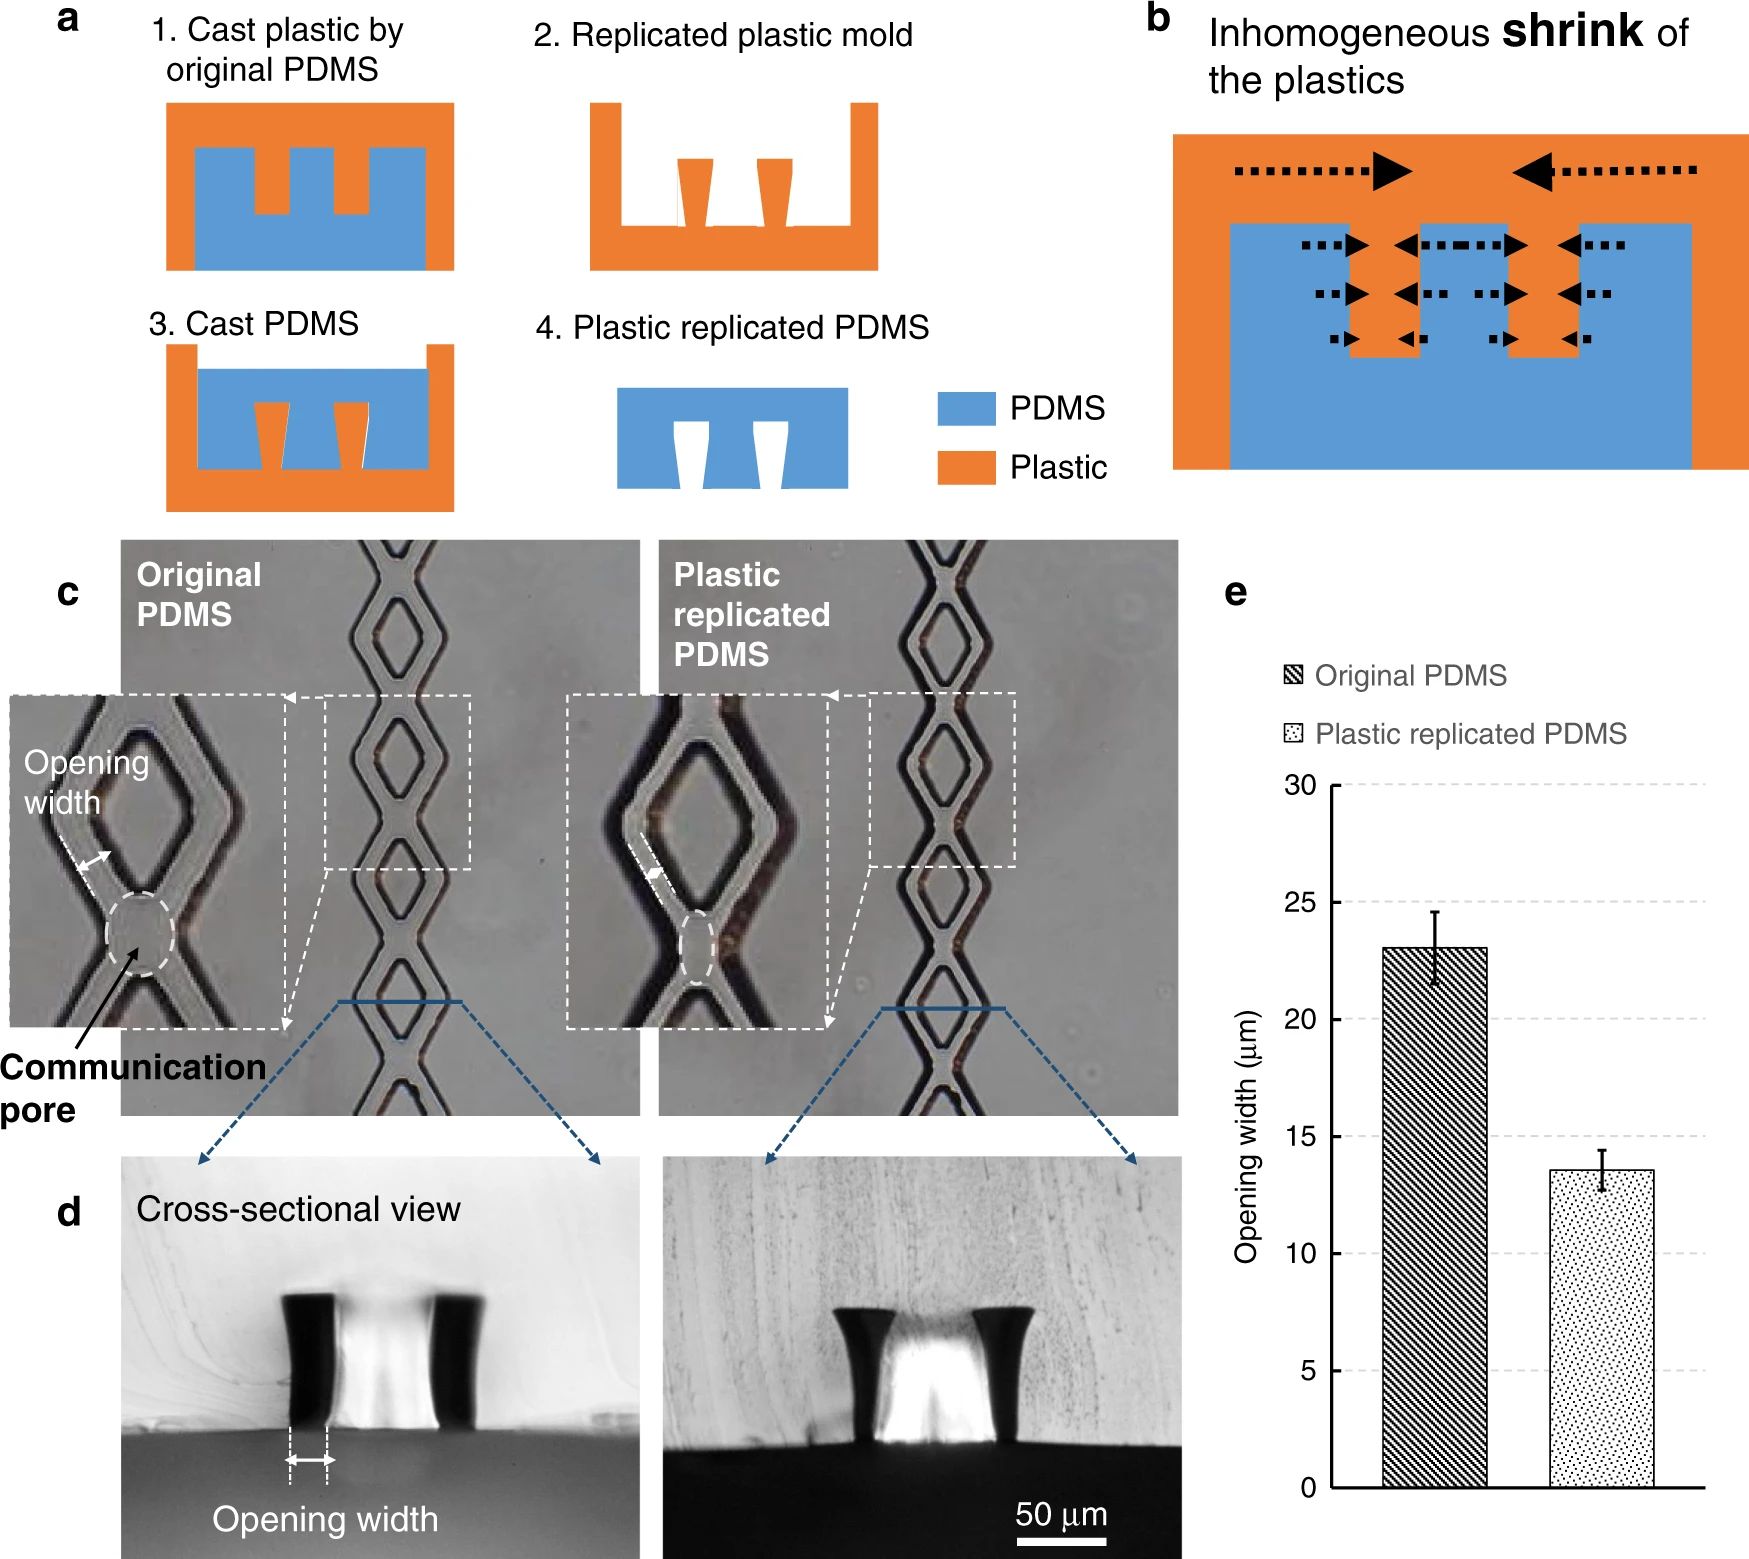 a
1. Cast plastic by
original PDMS
2. Replicated plastic mold
3. Cast PDMS
4. Plastic replicated PDMS
PDMS
Plastic
b
Inhomogeneous shrink of
the plastics
c
Original
PDMS
Opening
width
Communication
pore
Plastic
replicated
PDMS
d
Cross-sectional view
Opening width
50 μm
e
Original PDMS
Plastic replicated PDMS
Opening width (μm)
30
25
20
15
10
5
0